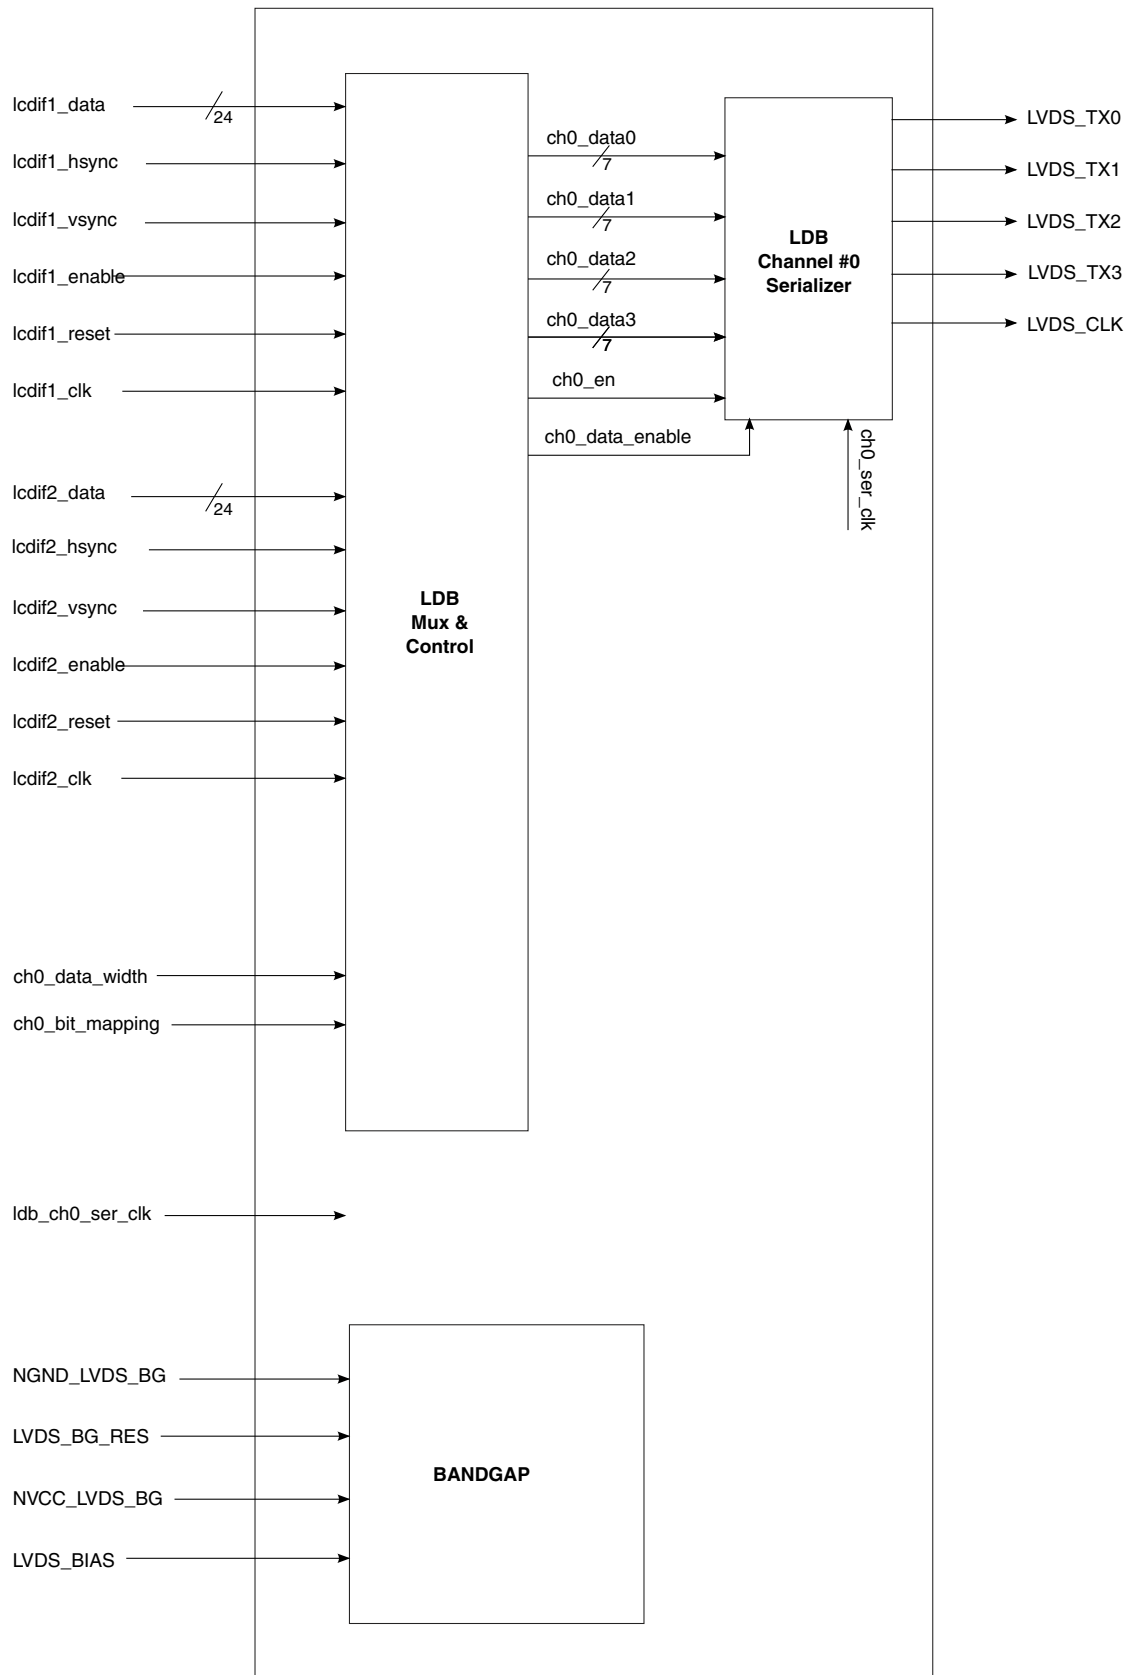 lcdif1_data
24
lcdif1_hsync
lcdif1_vsync
lcdif1_enable
lcdif1_reset
lcdif1_clk
lcdif2_data
24
lcdif2_hsync
lcdif2_vsync
lcdif2_enable
lcdif2_reset
lcdif2_clk
ch0_data_width
ch0_bit_mapping
ldb_ch0_ser_clk
NGND_LVDS_BG
LVDS_BG_RES
NVCC_LVDS_BG
LVDS_BIAS
LDB
Mux &
Control
BANDGAP
ch0_data0
7
ch0_data1
7
ch0_data2
7
ch0_data3
7
ch0_en
ch0_data_enable
LDB
Channel #0
Serializer
ch0_ser_clk
LVDS_TX0
LVDS_TX1
LVDS_TX2
LVDS_TX3
LVDS_CLK